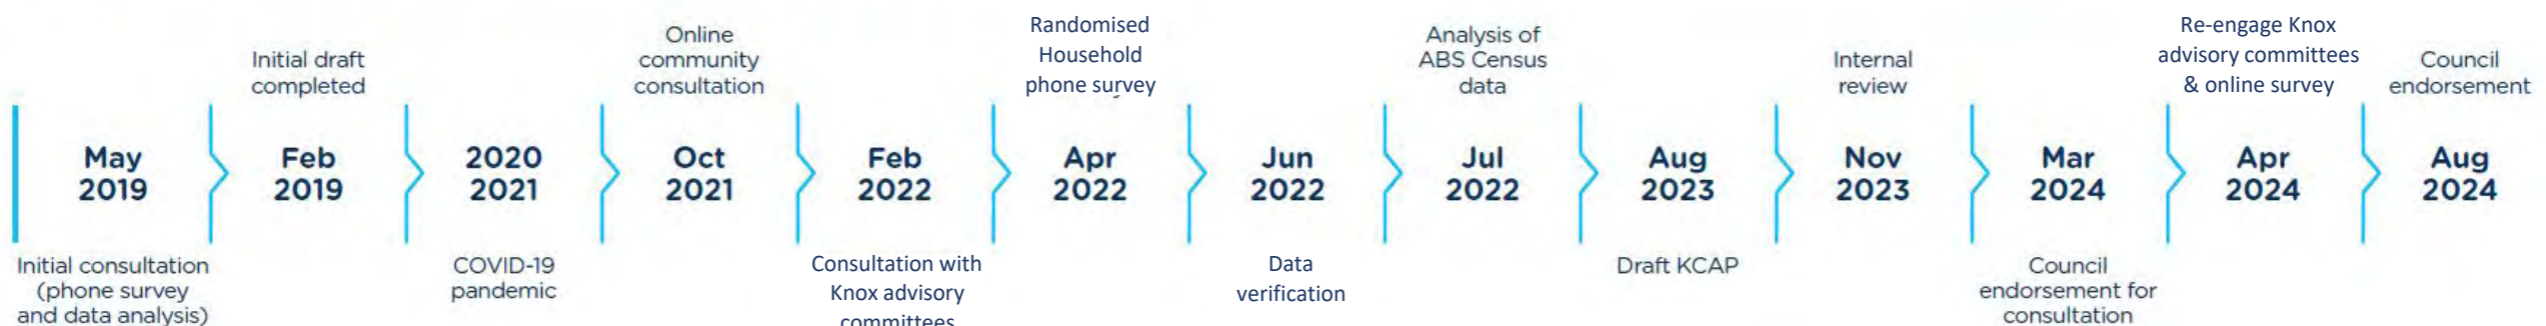 May
2019
Initial consultation
(phone survey
and data analysis)
Initial draft
completed
Feb
2019
2020
2021
COVID-19
pandemic
Online
community
consultation
Oct
2021
Feb
2022
Consultation with
Knox advisory
committees
Randomised
Household
phone survey
Apr
2022
Jun
2022
Data
verification
Analysis of
ABS Census
data
Jul
2022
Aug
2023
Draft KCAP
Internal
review
Nov
2023
Mar
2024
Council
endorsement for
consultation
Re-engage Knox
advisory committees
& online survey
Apr
2024
Council
endorsement
Aug
2024